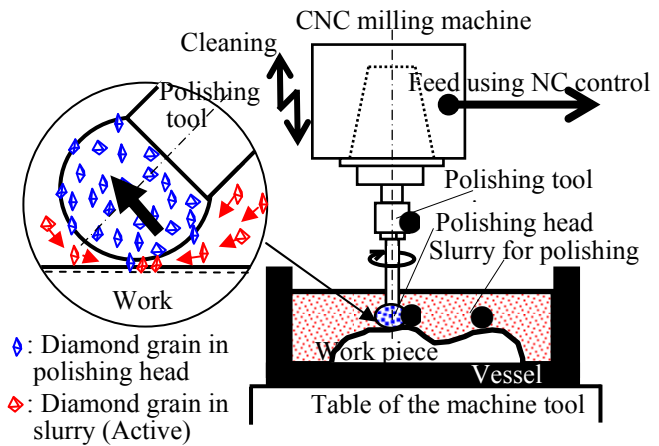 CNC milling machine
Cleaning
Feed using NC control
Polishing
tool
Polishing tool
Polishing head
Slurry for polishing
Work
Work piece
Vessel
Table of the machine tool
: Diamond grain in
polishing head
: Diamond grain in
slurry (Active)